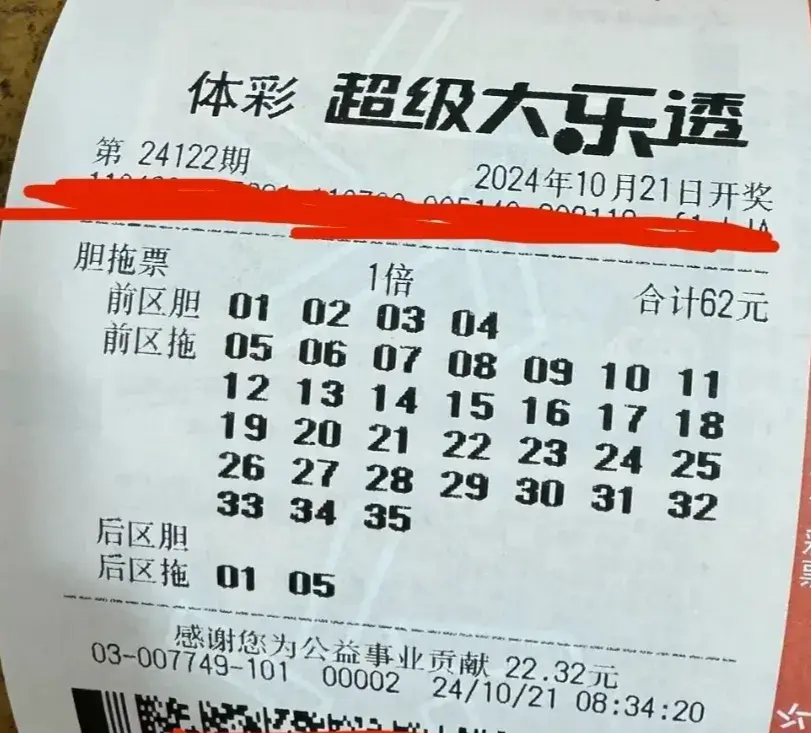 体彩 超级大乐透
第 24122期 2024年10月21日开奖
胆拖票 1倍 合计62元
前区胆 01 02 03 04
前区拖 05 06 07 08 09 10 11
12 13 14 15 16 17 18
19 20 21 22 23 24 25
26 27 28 29 30 31 32
33 34 35
后区胆
后区拖 01 05
感谢您为公益事业贡献 22.32元
03-007749-101 00002 24/10/21 08:34:20